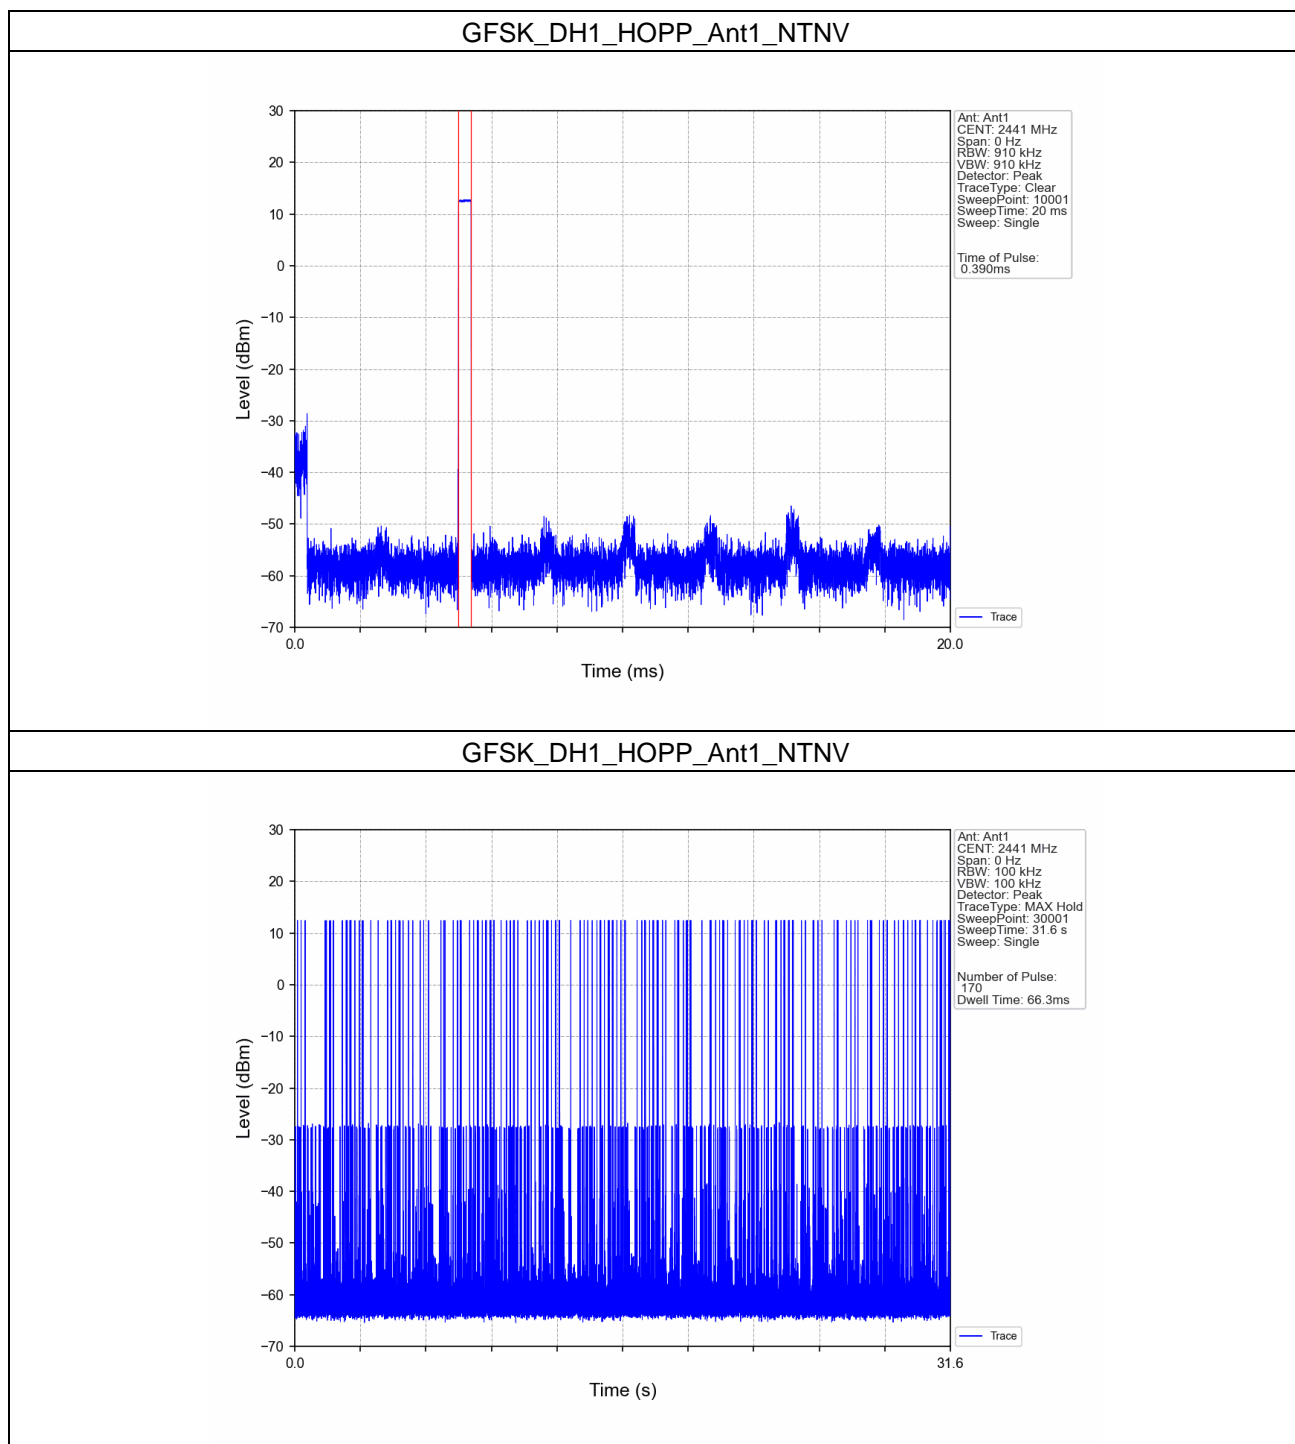 GFSK_DH1_HOPP_Ant1_NTNV
30
20
10
0
−10
−20
−30
−40
−50
−60
−70
Level (dBm)
0.0
20.0
Time (ms)
Ant: Ant1
CENT: 2441 MHz
Span: 0 Hz
RBW: 910 kHz
VBW: 910 kHz
Detector: Peak
TraceType: Clear
SweepPoint: 10001
SweepTime: 20 ms
Sweep: Single
Time of Pulse:
0.390ms
Trace
GFSK_DH1_HOPP_Ant1_NTNV
30
20
10
0
−10
−20
−30
−40
−50
−60
−70
Level (dBm)
0.0
31.6
Time (s)
Ant: Ant1
CENT: 2441 MHz
Span: 0 Hz
RBW: 100 kHz
VBW: 100 kHz
Detector: Peak
TraceType: MAX Hold
SweepPoint: 30001
SweepTime: 31.6 s
Sweep: Single
Number of Pulse:
170
Dwell Time: 66.3ms
Trace